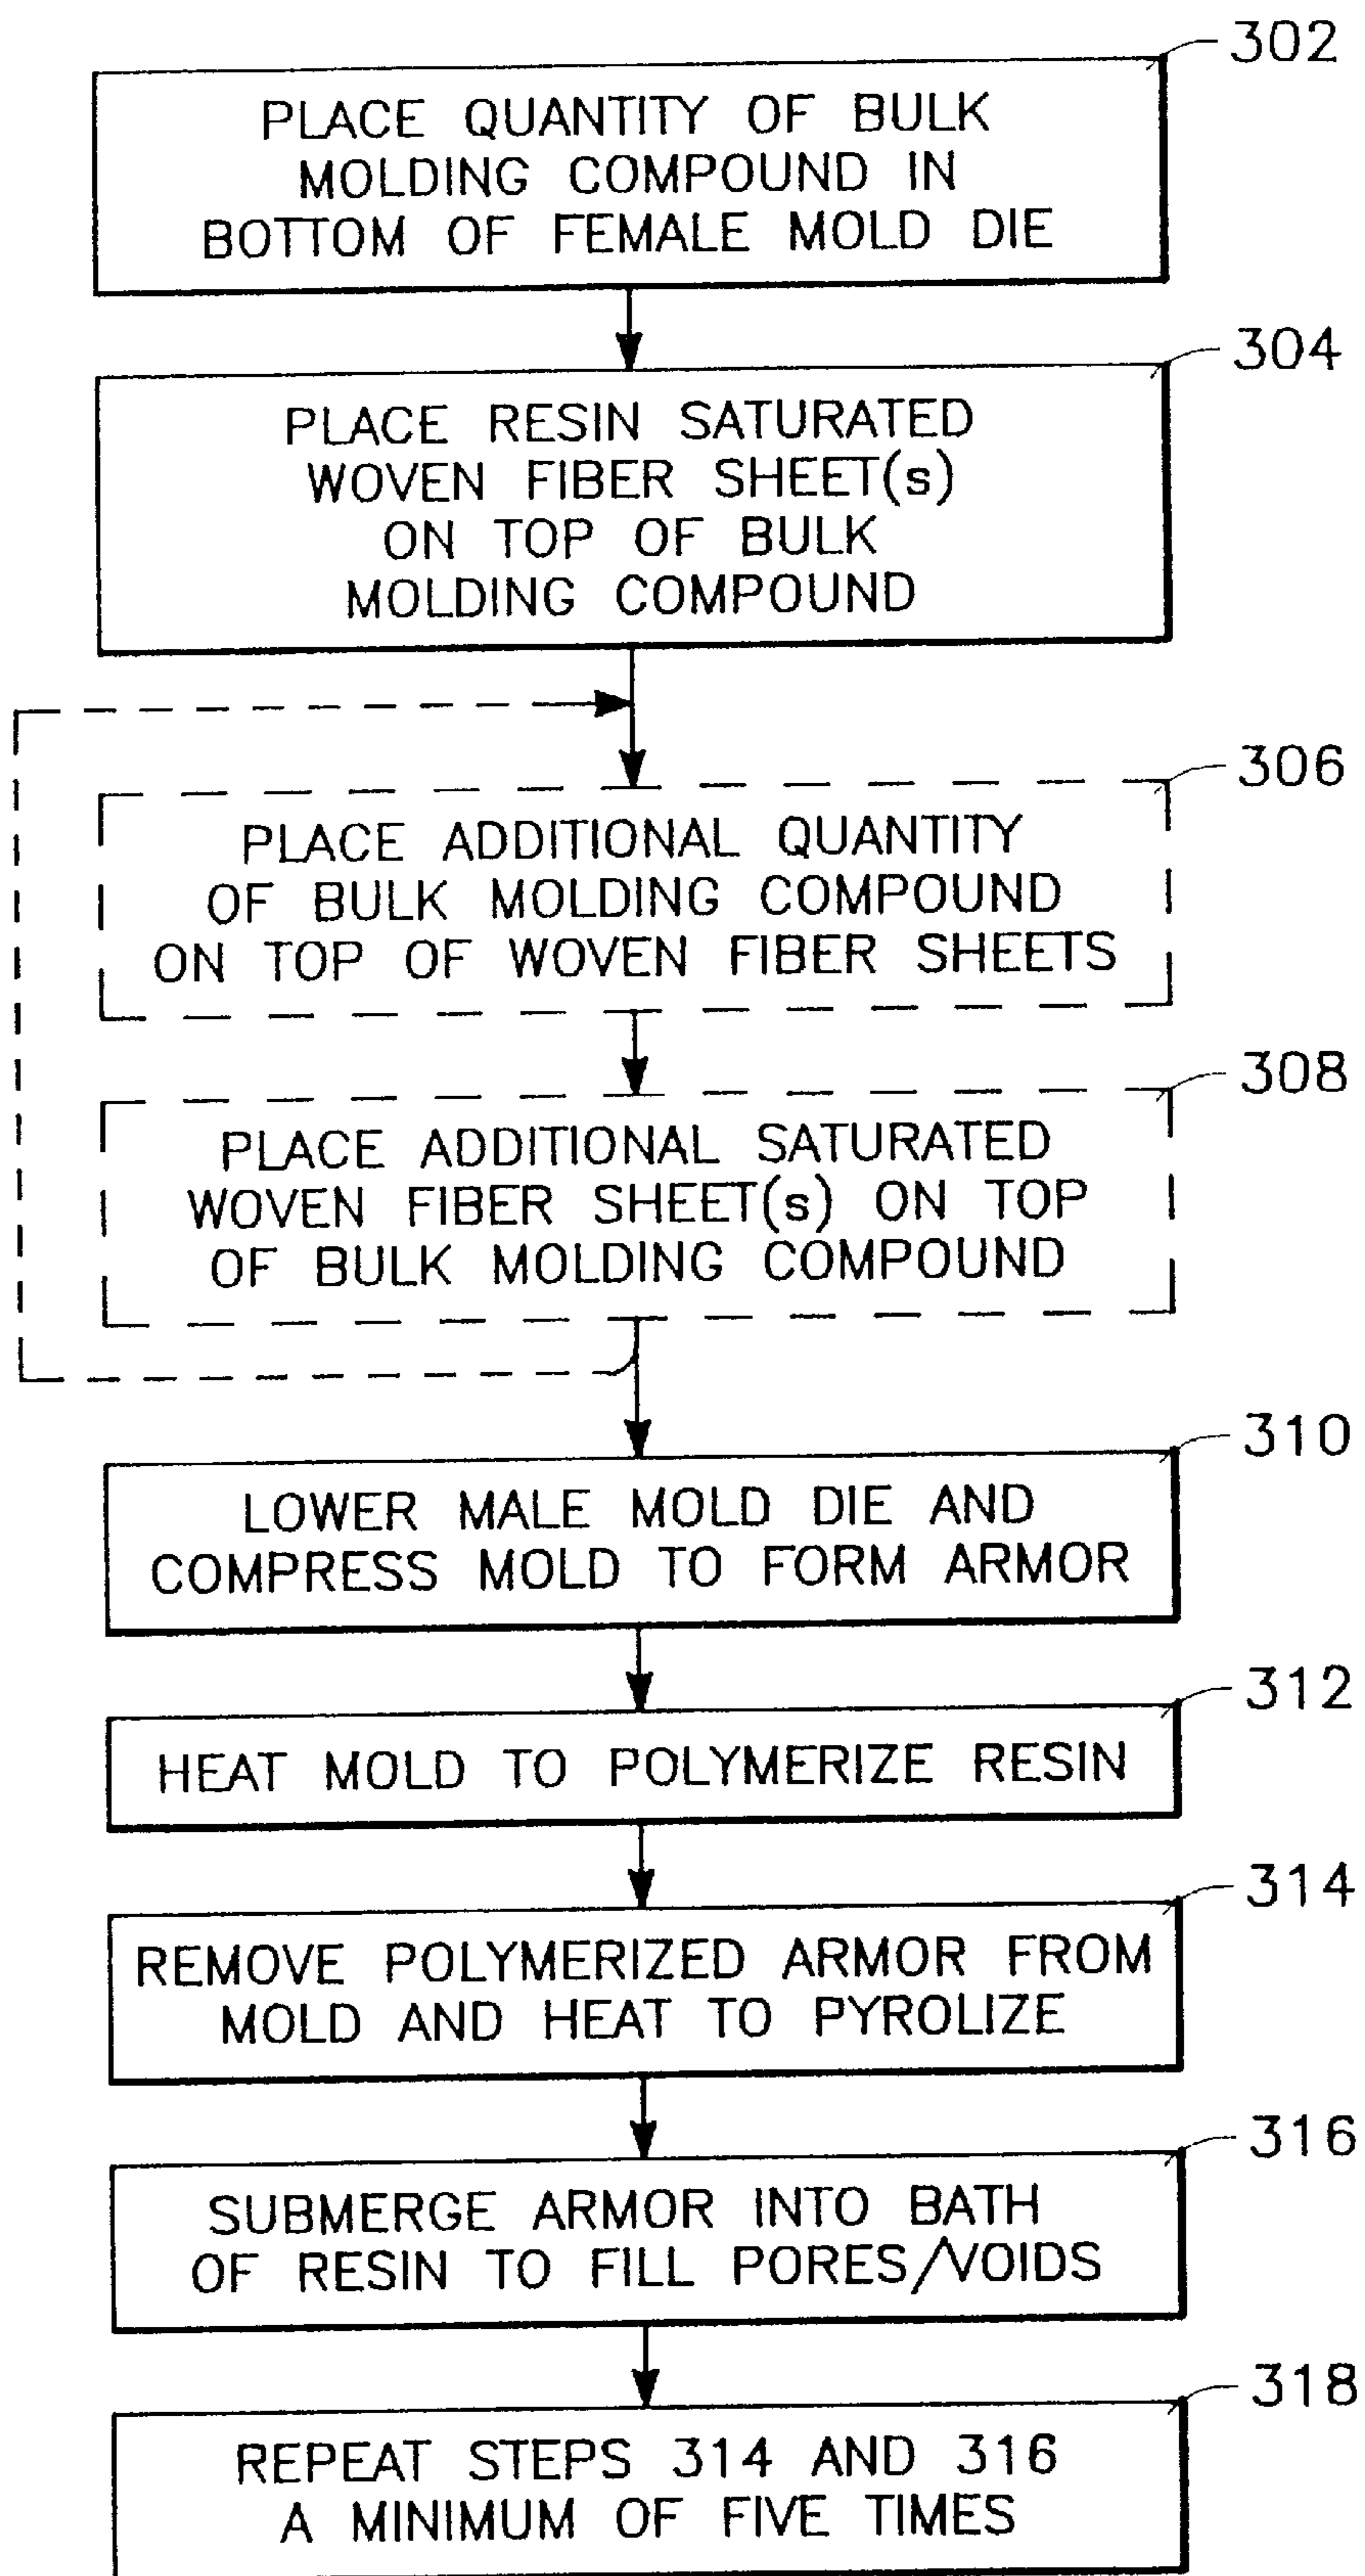 302
PLACE QUANTITY OF BULK
MOLDING COMPOUND IN
BOTTOM OF FEMALE MOLD DIE
304
PLACE RESIN SATURATED
WOVEN FIBER SHEET(s)
ON TOP OF BULK
MOLDING COMPOUND
306
PLACE ADDITIONAL QUANTITY
OF BULK MOLDING COMPOUND
ON TOP OF WOVEN FIBER SHEETS
308
PLACE ADDITIONAL SATURATED
WOVEN FIBER SHEET(s) ON TOP
OF BULK MOLDING COMPOUND
310
LOWER MALE MOLD DIE AND
COMPRESS MOLD TO FORM ARMOR
312
HEAT MOLD TO POLYMERIZE RESIN
314
REMOVE POLYMERIZED ARMOR FROM
MOLD AND HEAT TO PYROLIZE
316
SUBMERGE ARMOR INTO BATH
OF RESIN TO FILL PORES/VOIDS
318
REPEAT STEPS 314 AND 316
A MINIMUM OF FIVE TIMES